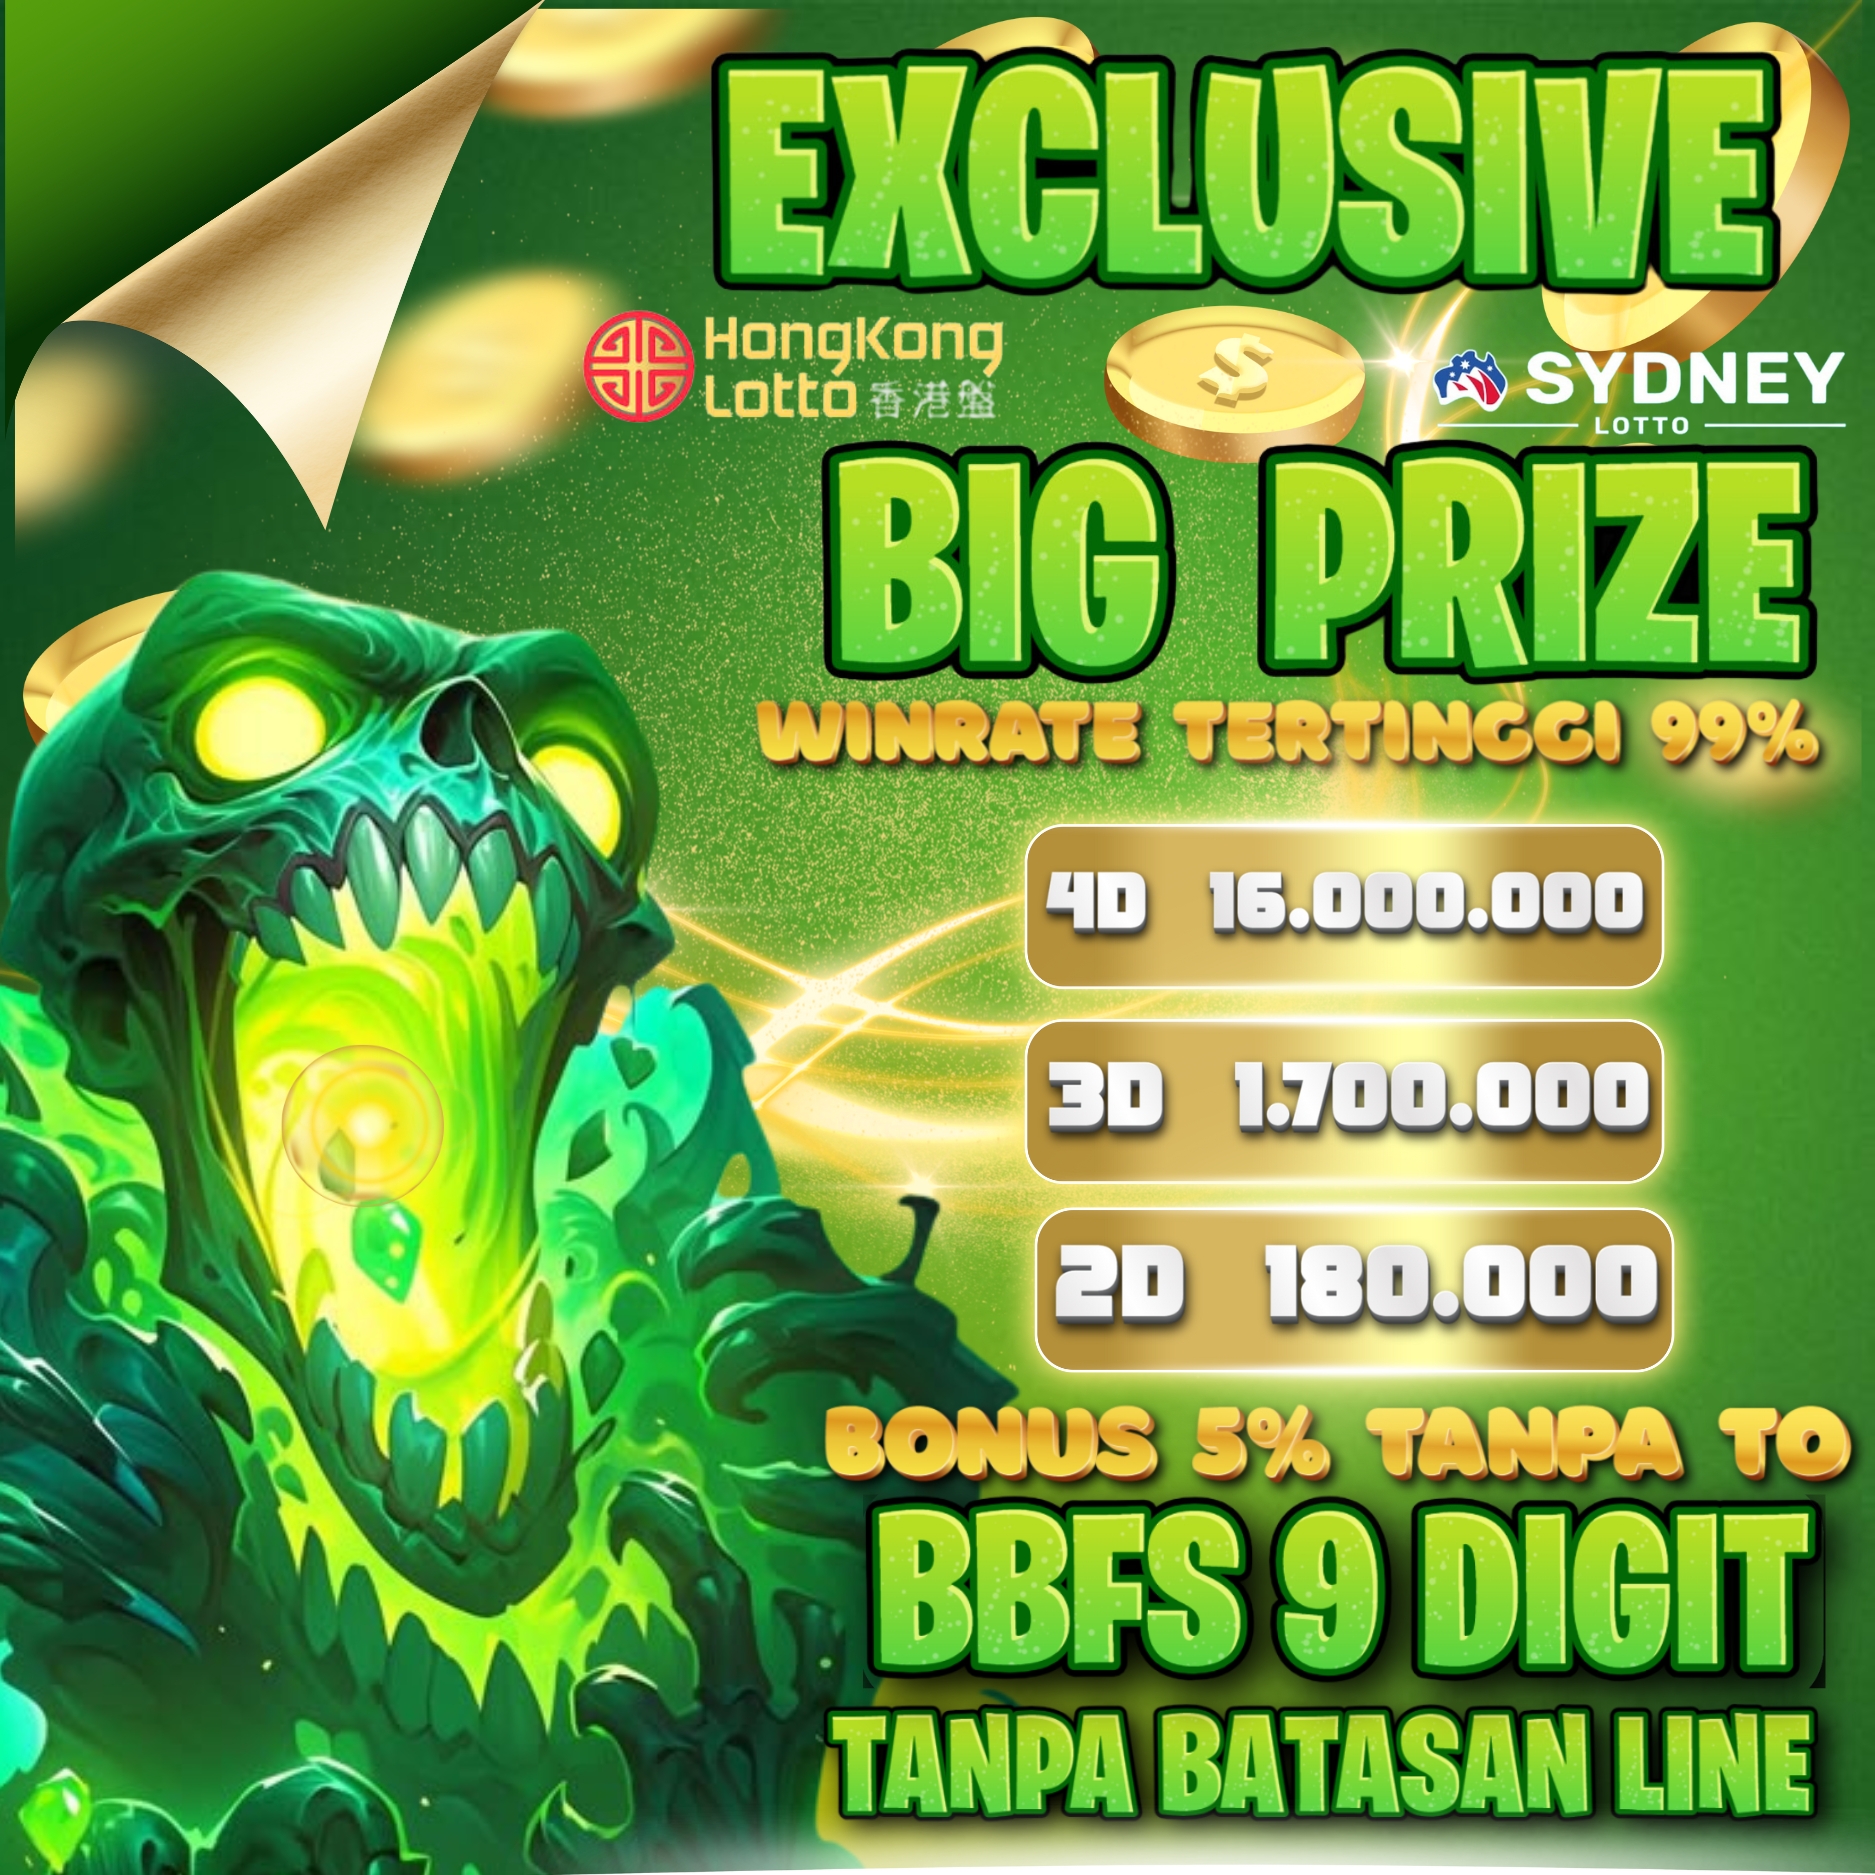 EXCLUSIVE
HongKong
Lotto 香港盤
SYDNEY
LOTTO
BIG PRIZE
WINRATE TERTINGGI 99%
4D 16.000.000
3D 1.700.000
2D 180.000
BONUS 5% TANPA TO
BBFS 9 DIGIT
TANPA BATASAN LINE